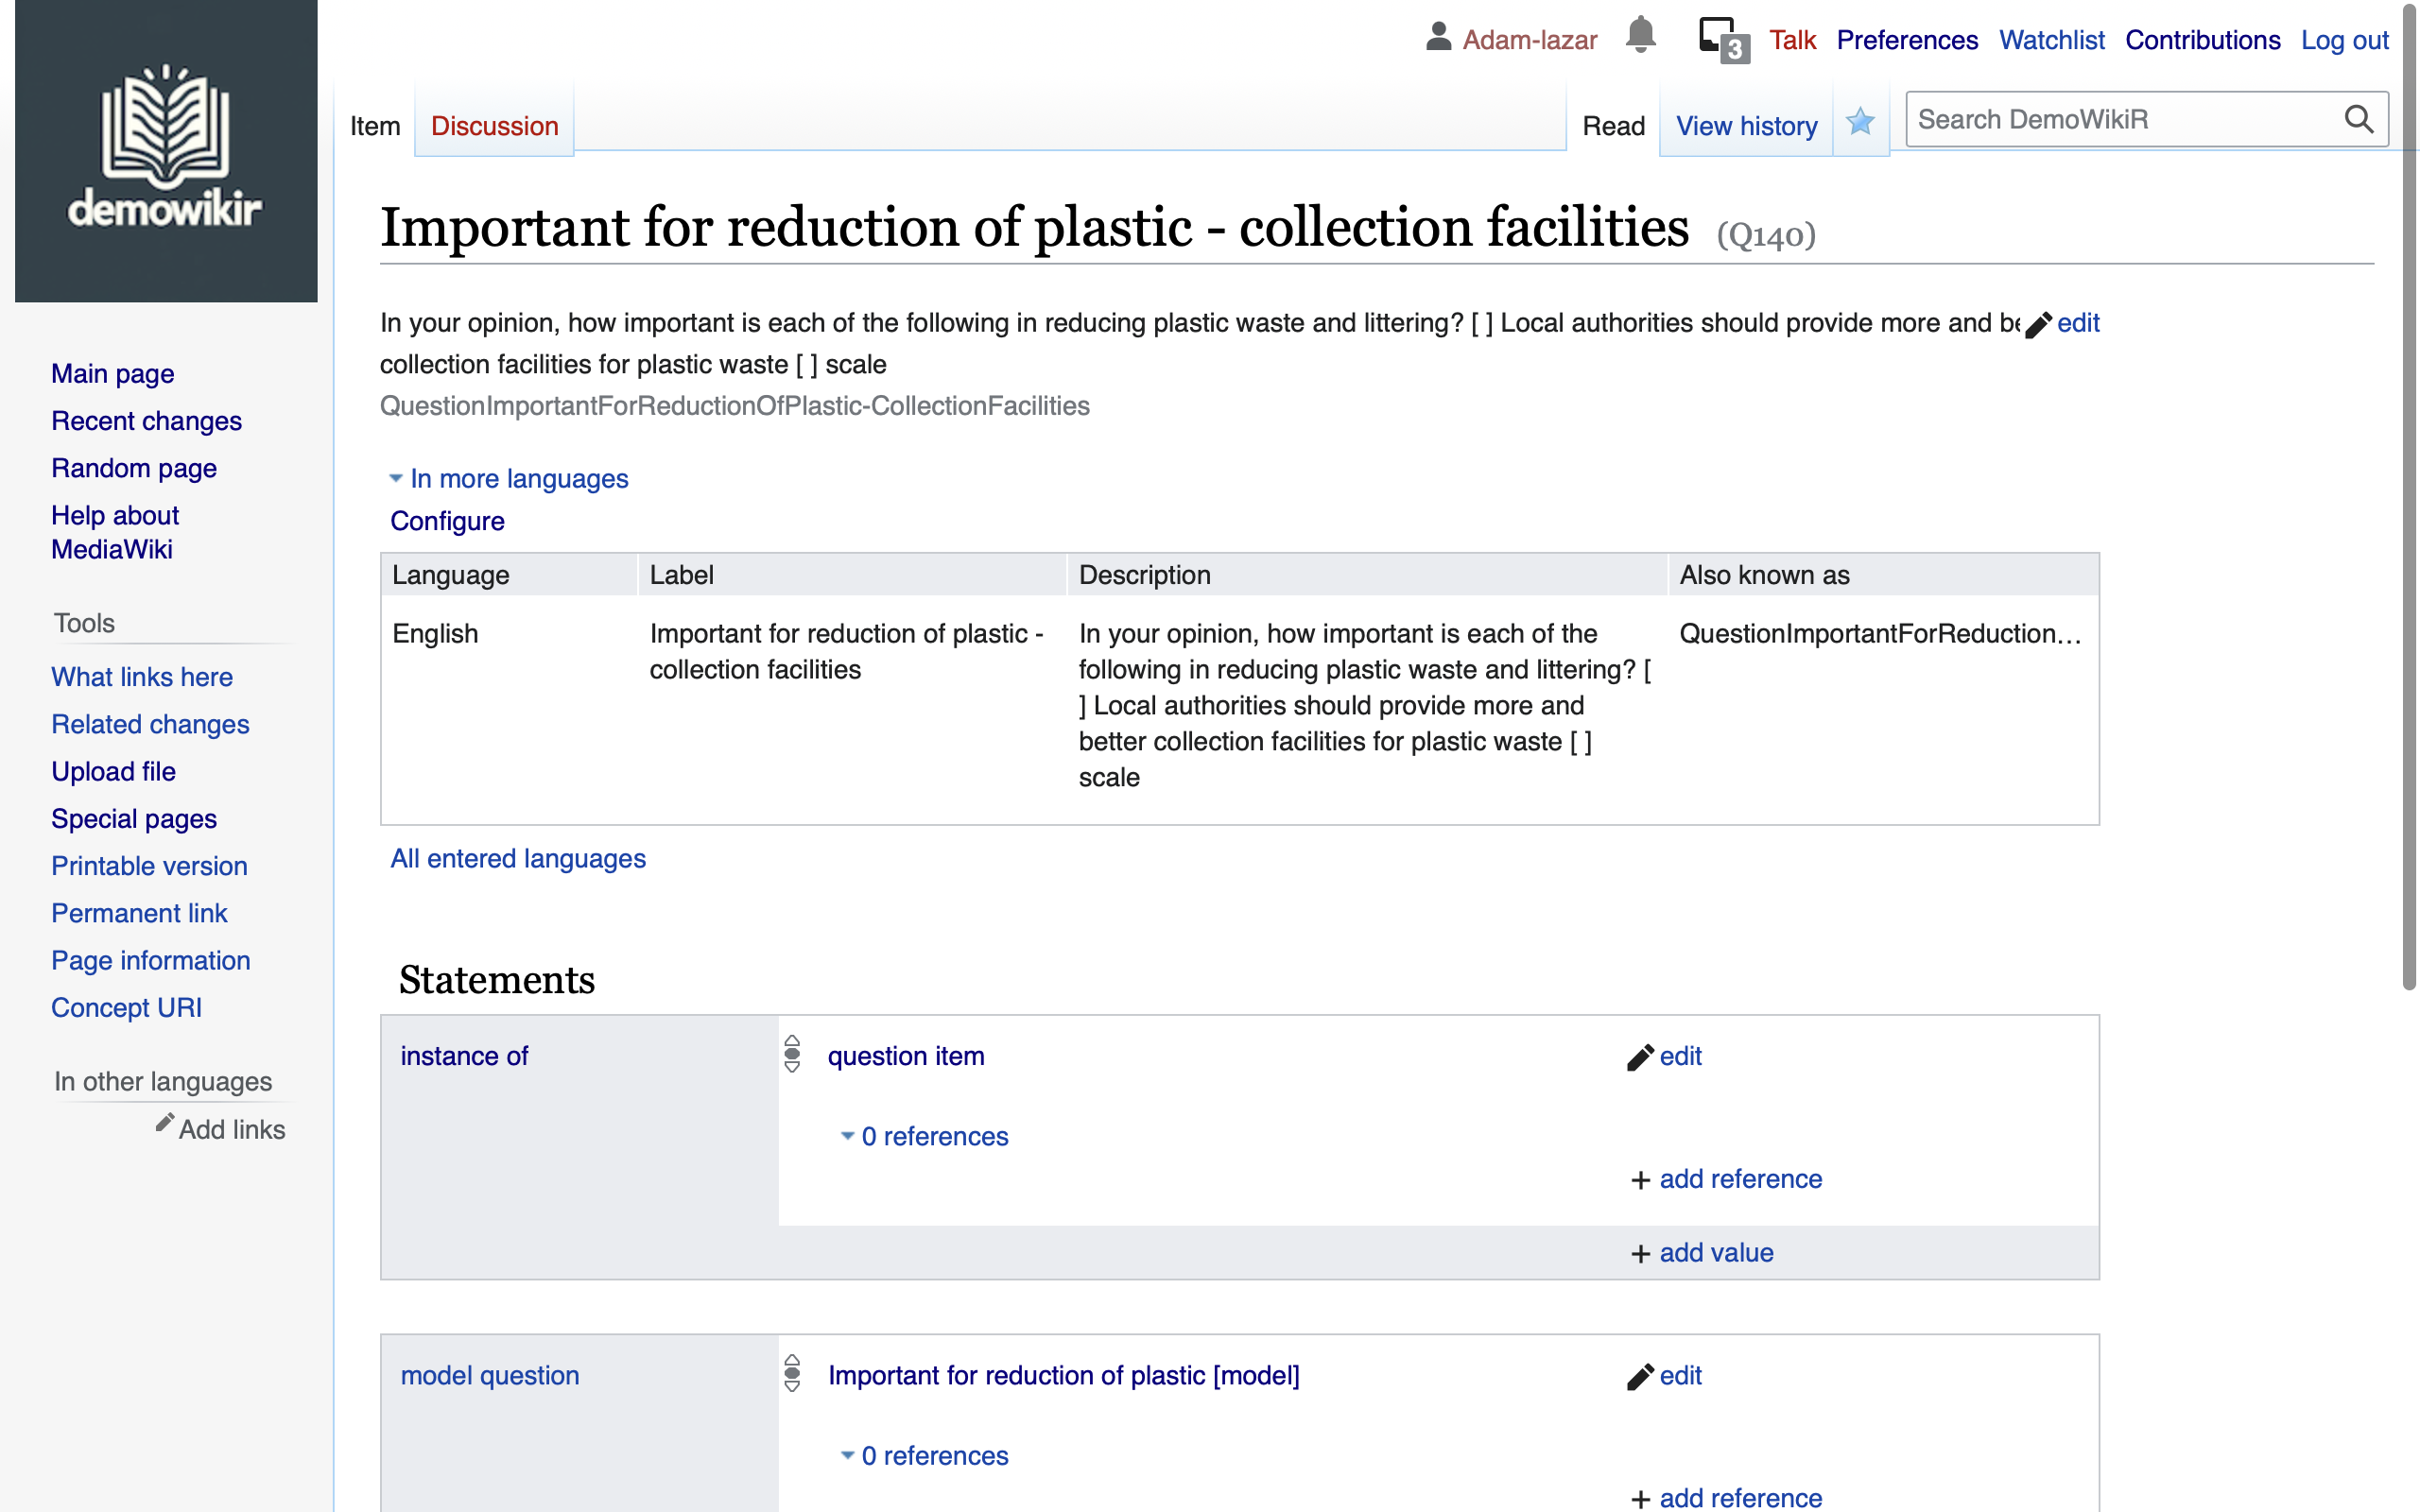 demowikir
Adam-lazar 3 Talk Preferences Watchlist Contributions Log out
Item Discussion Read View history Search DemoWikiR
Important for reduction of plastic - collection facilities (Q140)
In your opinion, how important is each of the following in reducing plastic waste and littering? [ ] Local authorities should provide more and be edit
collection facilities for plastic waste [ ] scale
QuestionImportantForReductionOfPlastic-CollectionFacilities
In more languages
Configure
Language Label Description Also known as
English Important for reduction of plastic - In your opinion, how important is each of the QuestionImportantForReduction...
collection facilities following in reducing plastic waste and littering? [
] Local authorities should provide more and
better collection facilities for plastic waste [ ]
scale
All entered languages
Statements
instance of question item edit
0 references
+ add reference
+ add value
model question Important for reduction of plastic [model] edit
0 references
+ add reference
Main page
Recent changes
Random page
Help about
MediaWiki
Tools
What links here
Related changes
Upload file
Special pages
Printable version
Permanent link
Page information
Concept URI
In other languages
Add links